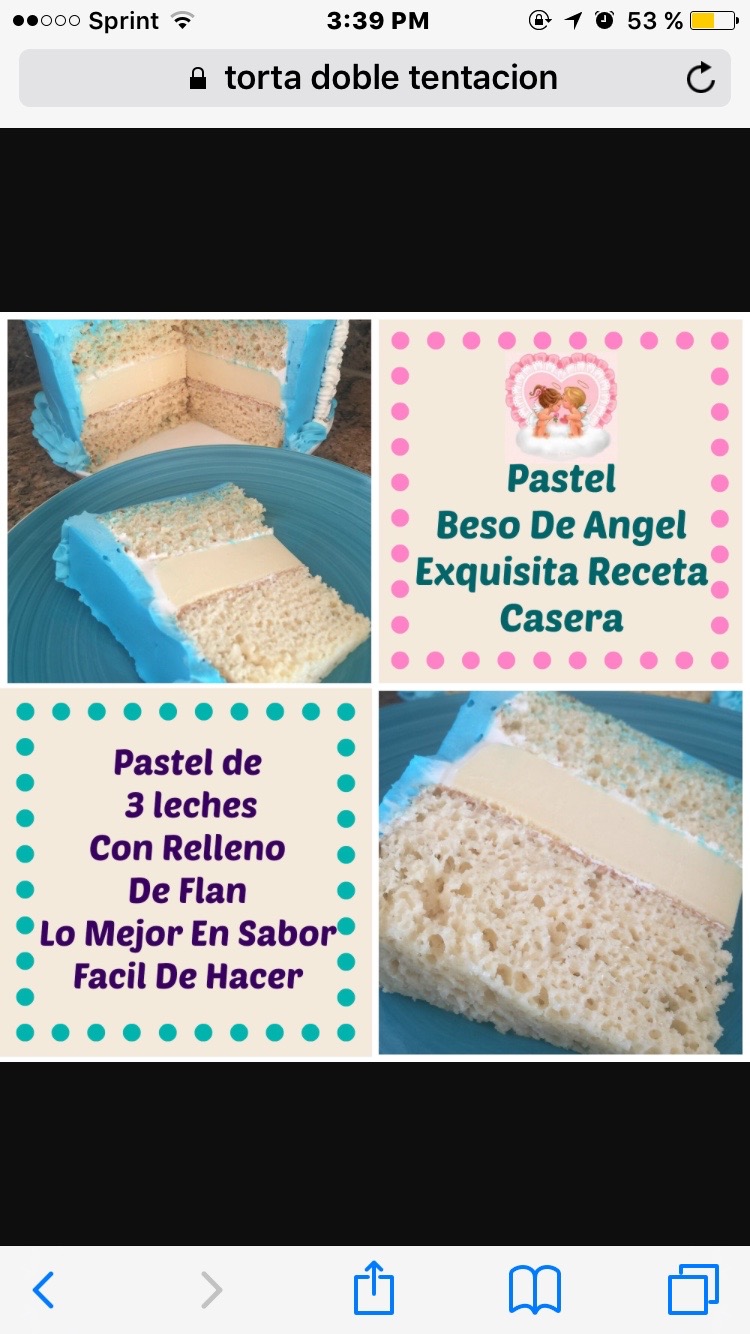 Sprint 3:39 PM 53 %
torta doble tentacion
Pastel
Beso De Angel
Exquisita Receta
Casera
Pastel de
3 leches
Con Relleno
De Flan
Lo Mejor En Sabor
Facil De Hacer